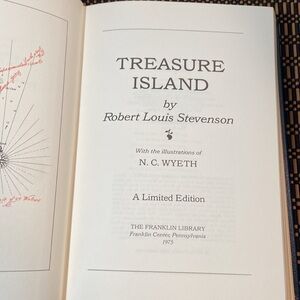 TREASURE
ISLAND
by
Robert Louis Stevenson
With the illustrations of
N. C. WYETH
A Limited Edition
THE FRANKLIN LIBRARY
Franklin Center, Pennsylvania
1975